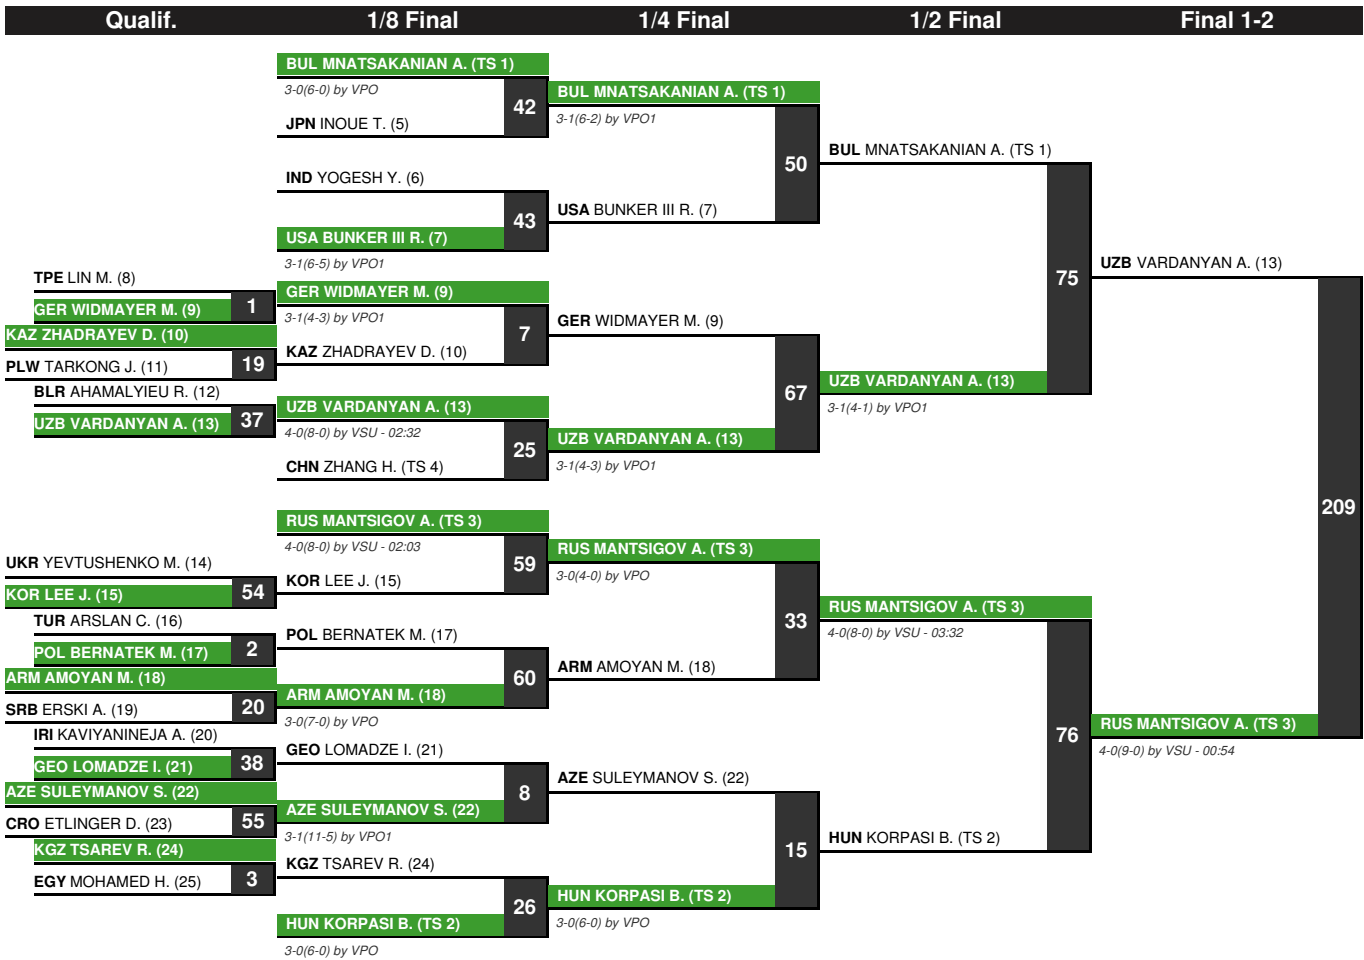 Qualif. 1/8 Final 1/4 Final 1/2 Final Final 1-2
BUL MNATSAKANIAN A. (TS 1)
3-0(6-0) by VPO
42
JPN INOUE T. (5)
IND YOGESH Y. (6)
43
USA BUNKER III R. (7)
3-1(6-5) by VPO1
TPE LIN M. (8)
GER WIDMAYER M. (9)
1
KAZ ZHADRAYEV D. (10)
PLW TARKONG J. (11)
19
BLR AHAMALYIEU R. (12)
UZB VARDANYAN A. (13)
37
GER WIDMAYER M. (9)
3-1(4-3) by VPO1
7
KAZ ZHADRAYEV D. (10)
UZB VARDANYAN A. (13)
4-0(8-0) by VSU - 02:32
25
CHN ZHANG H. (TS 4)
BUL MNATSAKANIAN A. (TS 1)
3-1(6-2) by VPO1
50
USA BUNKER III R. (7)
GER WIDMAYER M. (9)
67
UZB VARDANYAN A. (13)
3-1(4-3) by VPO1
BUL MNATSAKANIAN A. (TS 1)
75
UZB VARDANYAN A. (13)
3-1(4-1) by VPO1
UZB VARDANYAN A. (13)
209
RUS MANTSIGOV A. (TS 3)
4-0(9-0) by VSU - 00:54
RUS MANTSIGOV A. (TS 3)
4-0(8-0) by VSU - 02:03
59
KOR LEE J. (15)
UKR YEVTUSHENKO M. (14)
KOR LEE J. (15)
54
TUR ARSLAN C. (16)
POL BERNATEK M. (17)
2
ARM AMOYAN M. (18)
SRB ERSKI A. (19)
20
IRI KAVIYANINEJA A. (20)
GEO LOMADZE I. (21)
38
AZE SULEYMANOV S. (22)
CRO ETLINGER D. (23)
55
KGZ TSAREV R. (24)
EGY MOHAMED H. (25)
3
POL BERNATEK M. (17)
60
ARM AMOYAN M. (18)
3-0(7-0) by VPO
GEO LOMADZE I. (21)
8
AZE SULEYMANOV S. (22)
3-1(11-5) by VPO1
KGZ TSAREV R. (24)
26
HUN KORPASI B. (TS 2)
3-0(6-0) by VPO
RUS MANTSIGOV A. (TS 3)
3-0(4-0) by VPO
33
ARM AMOYAN M. (18)
AZE SULEYMANOV S. (22)
15
HUN KORPASI B. (TS 2)
3-0(6-0) by VPO
RUS MANTSIGOV A. (TS 3)
4-0(8-0) by VSU - 03:32
76
HUN KORPASI B. (TS 2)